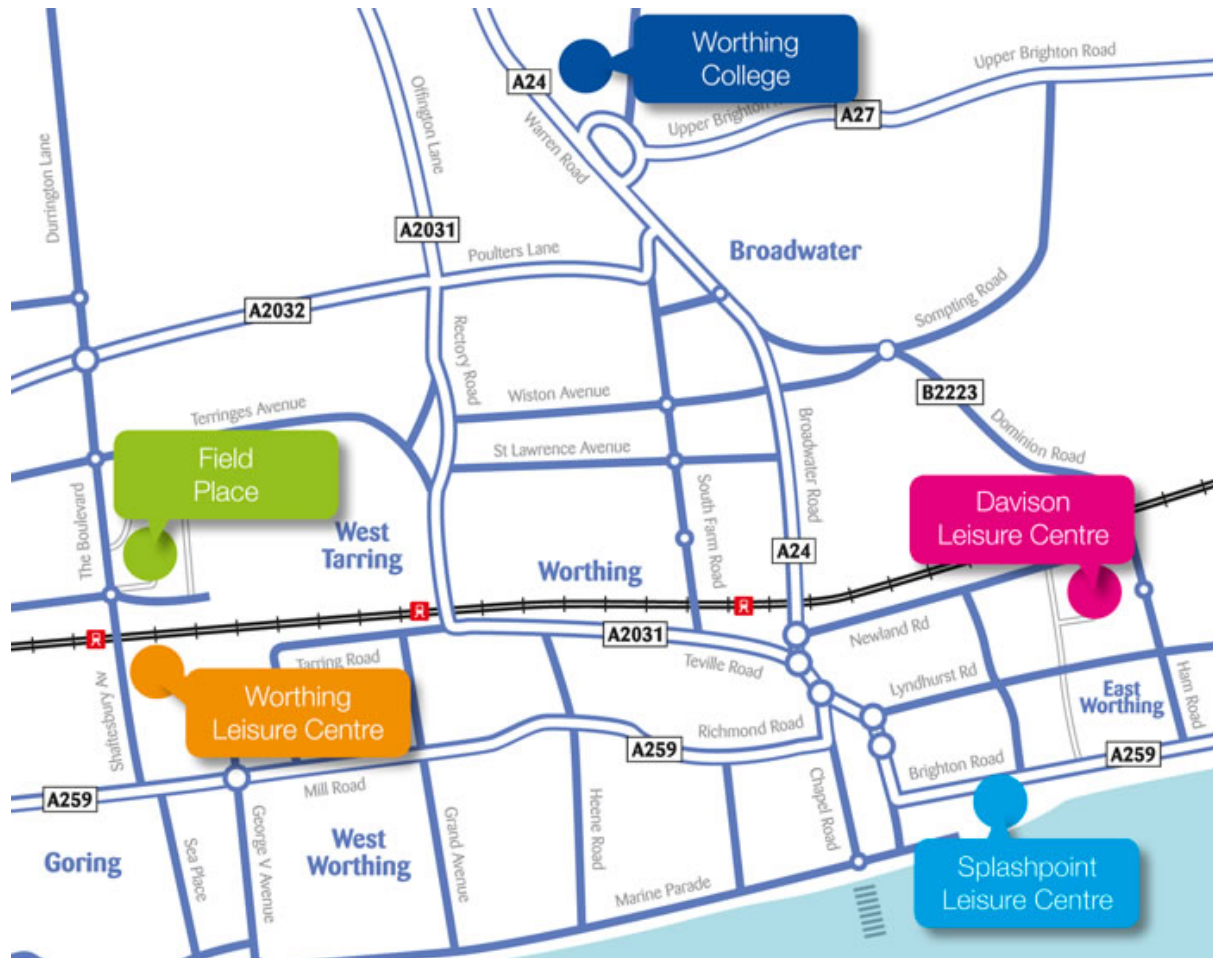 Worthing
College
Upper Brighton Road
A24
Offington Lane
A27
Upper Brighton
Warren Road
Durrington Lane
A2031
Poulters Lane
Broadwater
A2032
Sompting Road
Rectory Road
Wiston Avenue
B2223
Terringes Avenue
Broadwater Road
Dominion Road
St Lawrence Avenue
Field
Place
Davison
Leisure Centre
The Boulevard
West
Tarring
South Farm Road
A24
Worthing
A2031
Newland Rd
Tarring Road
Teville Road
Lyndhurst Rd
Shaftesbury Av
Worthing
Leisure Centre
East
Worthing
Ham Road
Richmond Road
A259
Brighton Road
A259
Mill Road
A259
Chapel Road
Heene Road
Grand Avenue
George V Avenue
Sea Place
Goring
West
Worthing
Marine Parade
Splashpoint
Leisure Centre